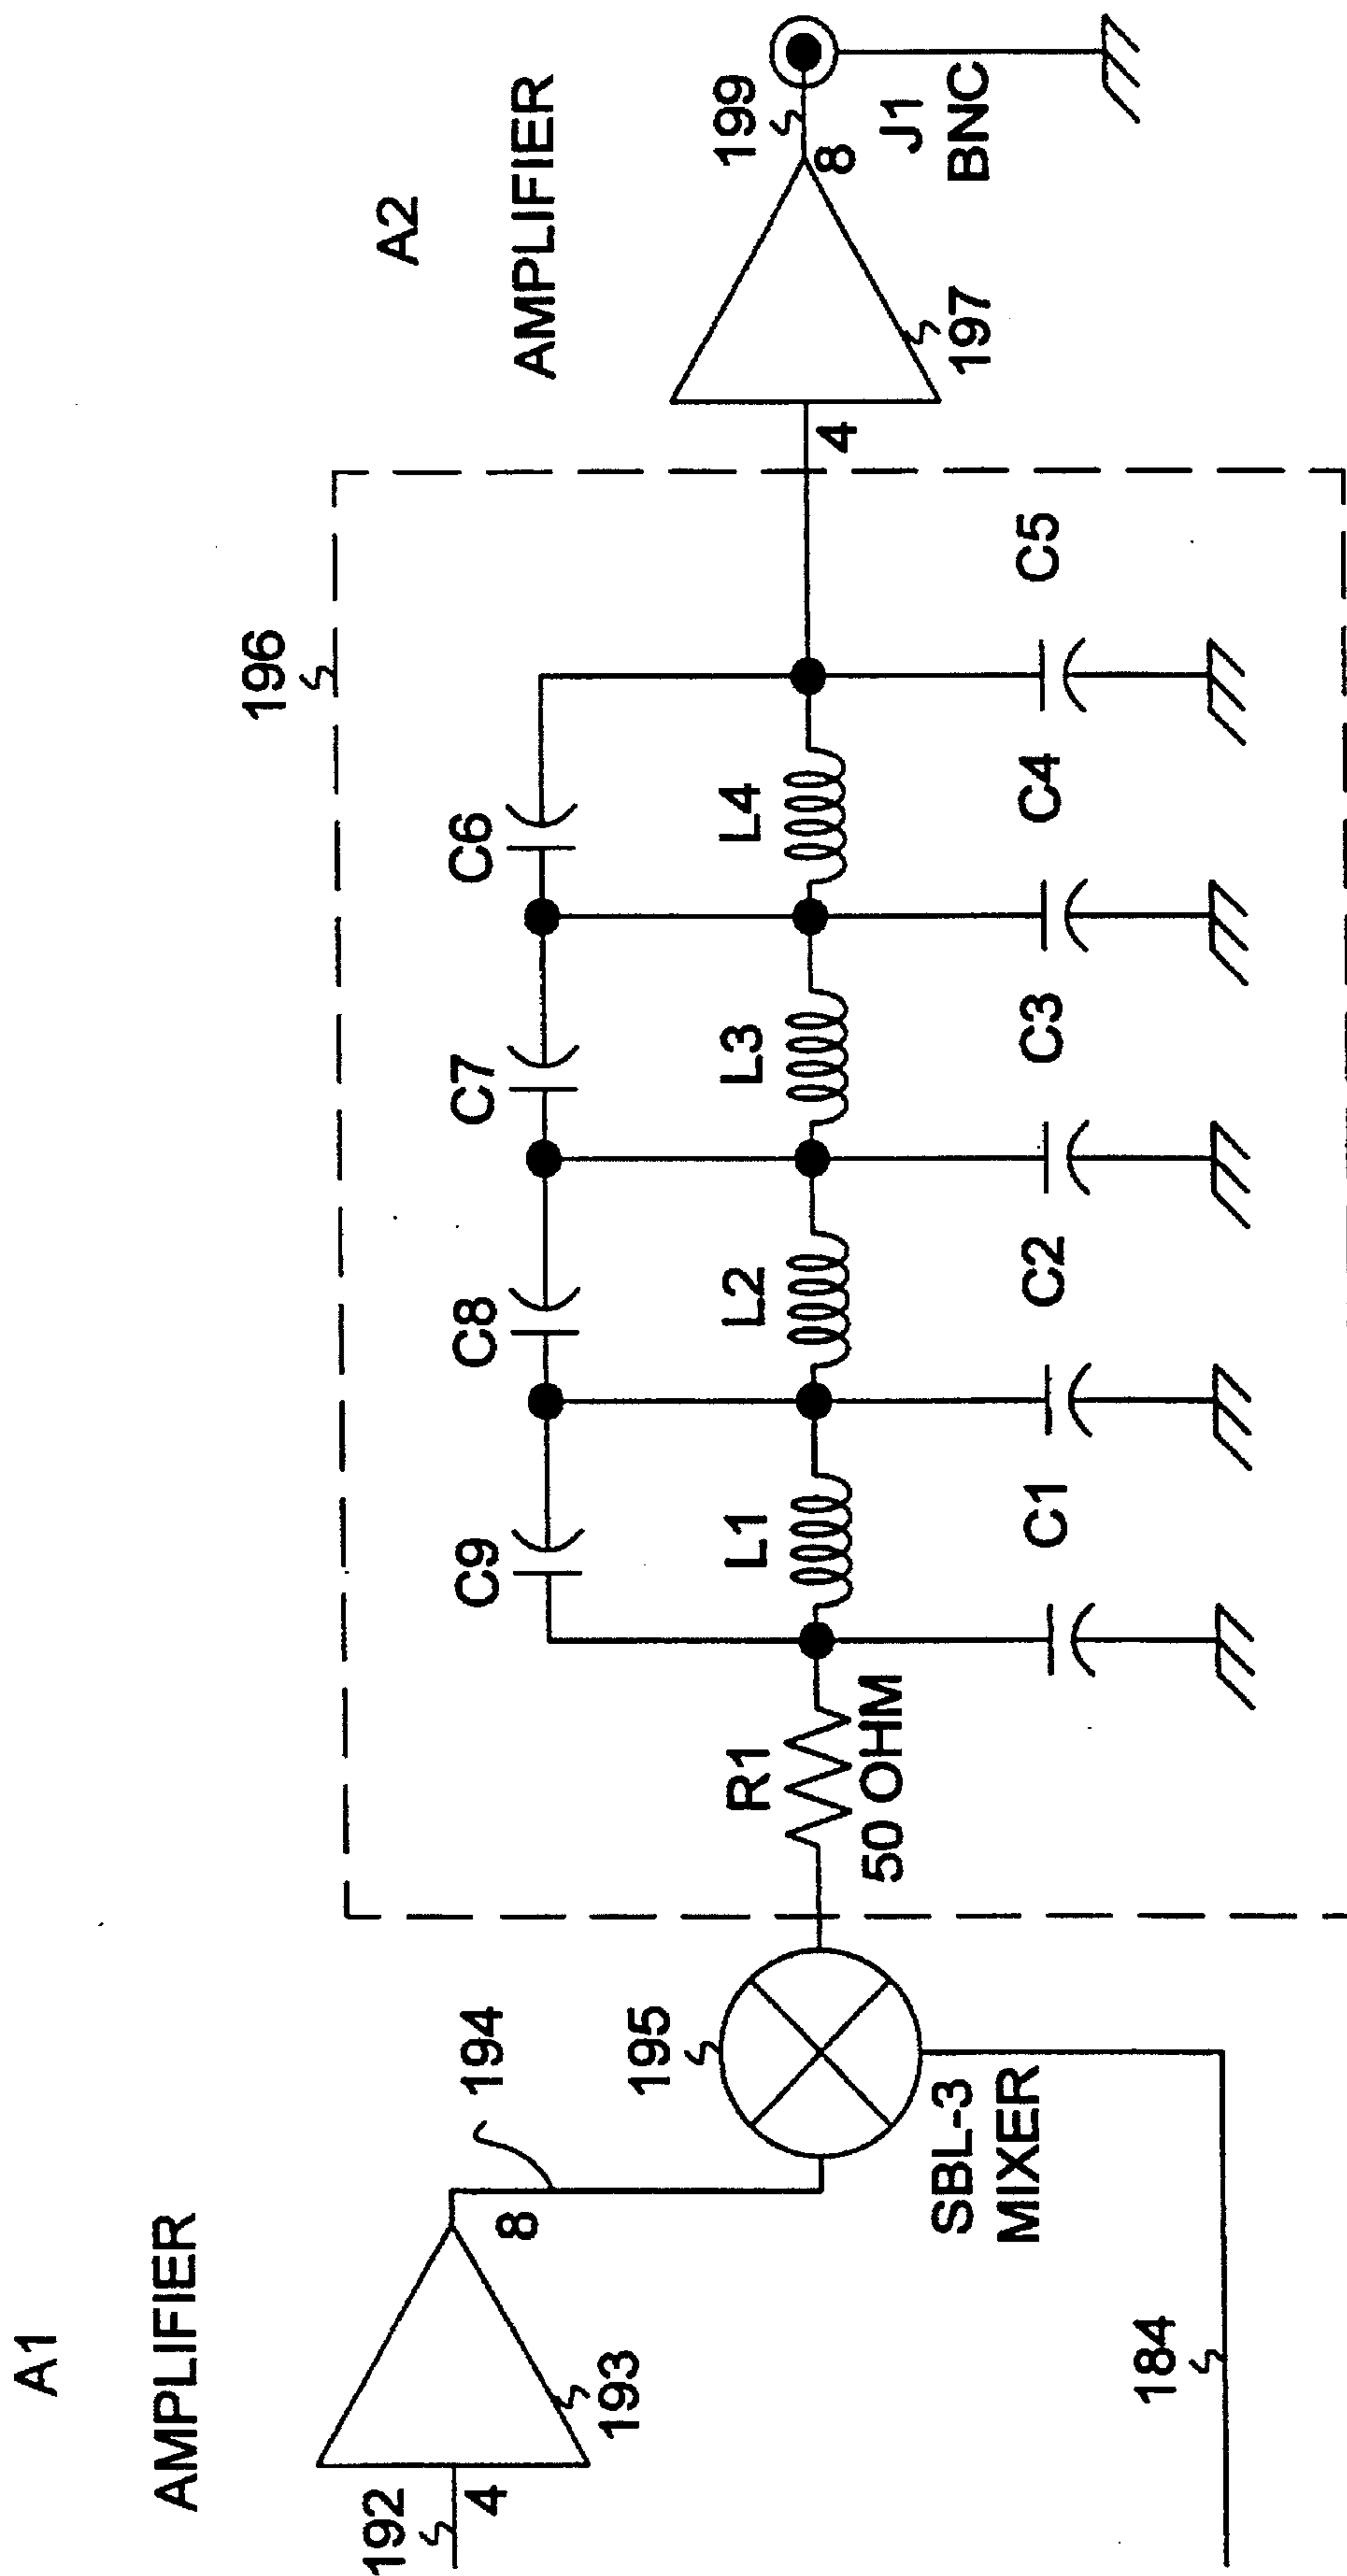 A1
AMPLIFIER
192
4
193
8
194
184
195
SBL-3
MIXER
196
R1
50 OHM
C9
C8
C7
C6
L1
L2
L3
L4
C1
C2
C3
C4
C5
A2
AMPLIFIER
4
197
8
199
J1
BNC